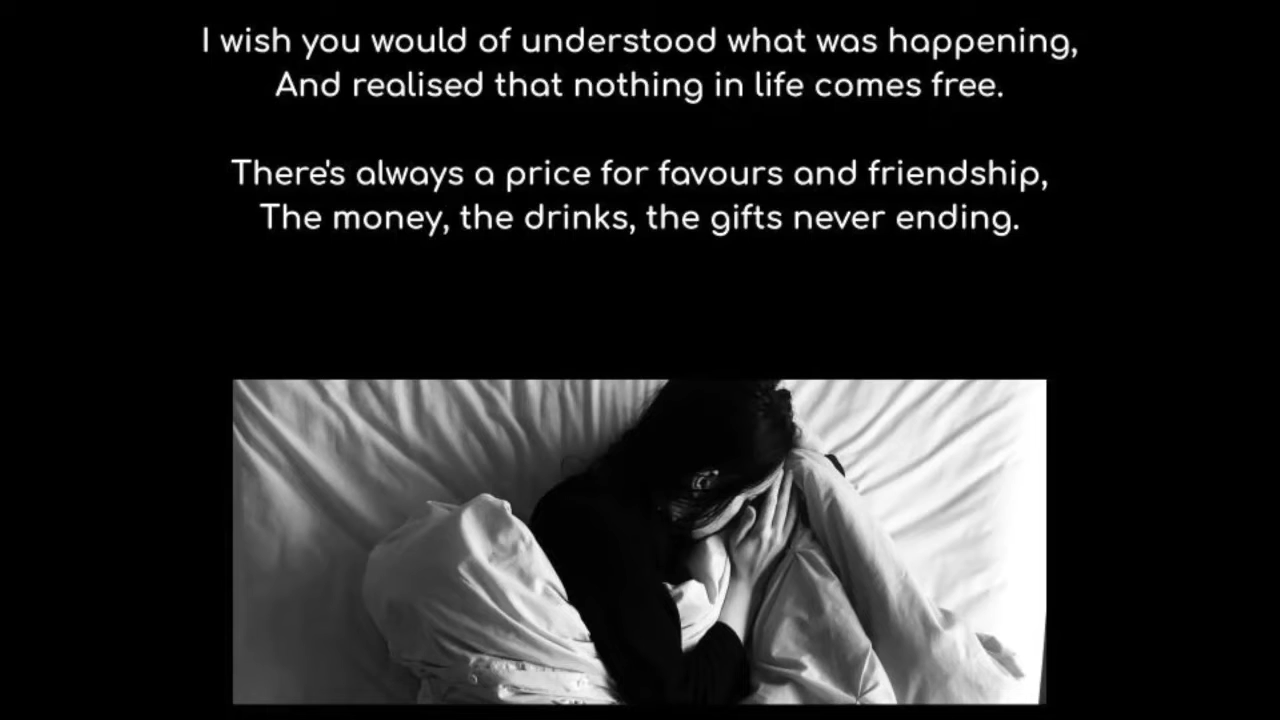 I wish you would of understood what was happening,
And realised that nothing in life comes free.
There's always a price for favours and friendship,
The money, the drinks, the gifts never ending.